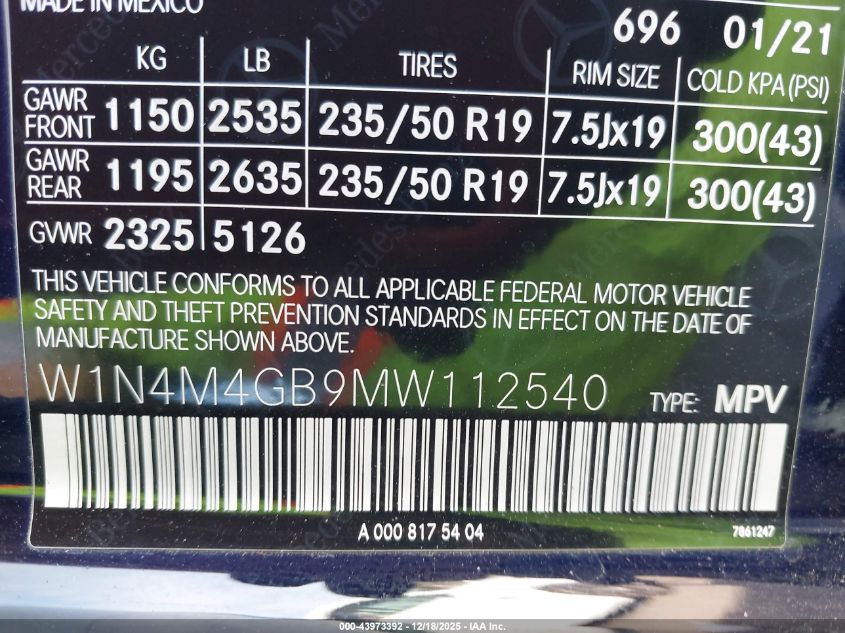 MADE IN MEXICO
696 01/21
KG LB TIRES RIM SIZE COLD KPA (PSI)
GAWR FRONT 1150 2535 235/50 R19 7.5Jx19 300(43)
GAWR REAR 1195 2635 235/50 R19 7.5Jx19 300(43)
GVWR 2325 5126
THIS VEHICLE CONFORMS TO ALL APPLICABLE FEDERAL MOTOR VEHICLE
SAFETY AND THEFT PREVENTION STANDARDS IN EFFECT ON THE DATE OF
MANUFACTURE SHOWN ABOVE.
W1N4M4GB9MW112540 TYPE: MPV
A 000 817 54 04 7061247
000-43973392 - 12/18/2025 - IAA Inc.